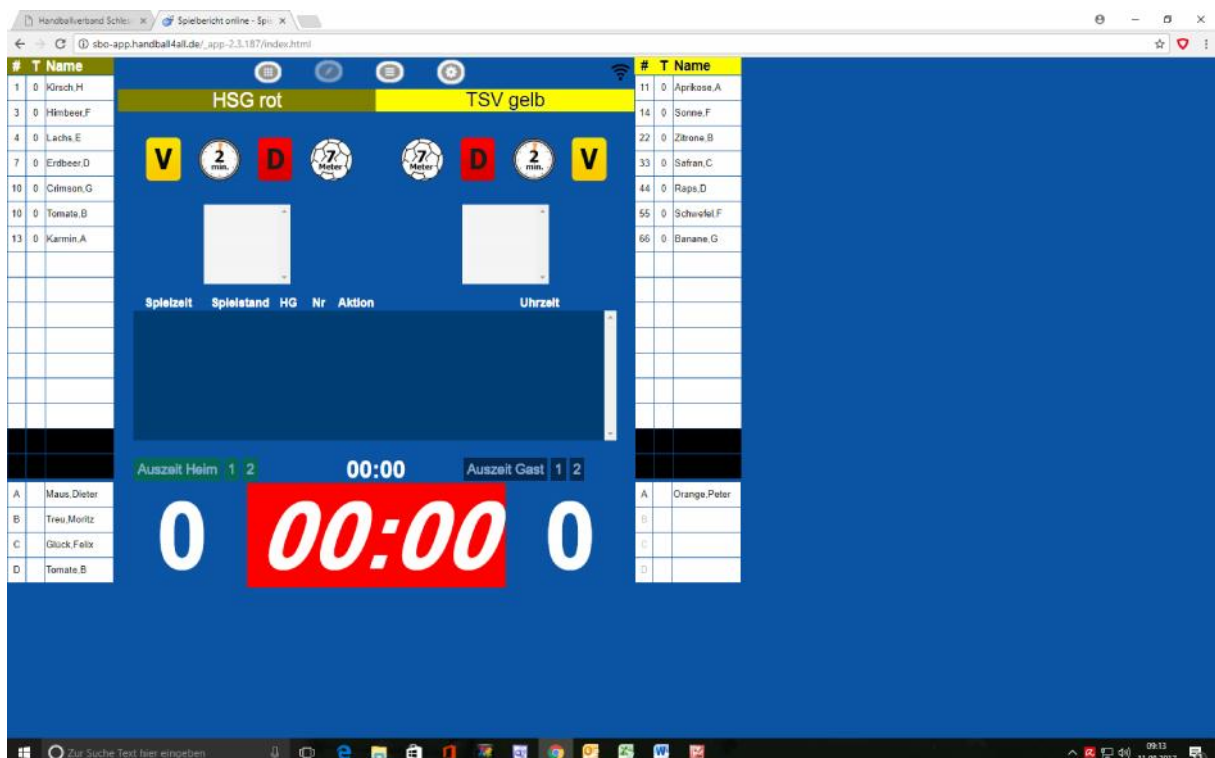 Handballverband Schles
Spielbericht online - Spi
sbo-app.handball4all.de/_app-2.3.187/index.html
# T Name
1 0 Kirsch,H
3 0 Himbeer,F
4 0 Lachs,E
7 0 Erdbeer,D
10 0 Crimson,G
10 0 Tomate,B
13 0 Karmin,A
A Maus,Dieter
B Treu,Moritz
C Glück,Felix
D Tomate,B
HSG rot TSV gelb
V 2 min. D 7 Meter 7 Meter D 2 min. V
Spielzeit Spielstand HG Nr Aktion Uhrzeit
Auszeit Heim 1 2 00:00 Auszeit Gast 1 2
0 00:00 0
# T Name
11 0 Aprikose,A
14 0 Sonne,F
22 0 Zitrone,B
33 0 Safran,C
44 0 Raps,D
55 0 Schwefel,F
66 0 Banane,G
A Orange,Peter
B
C
D
Zur Suche Text hier eingeben
09:13